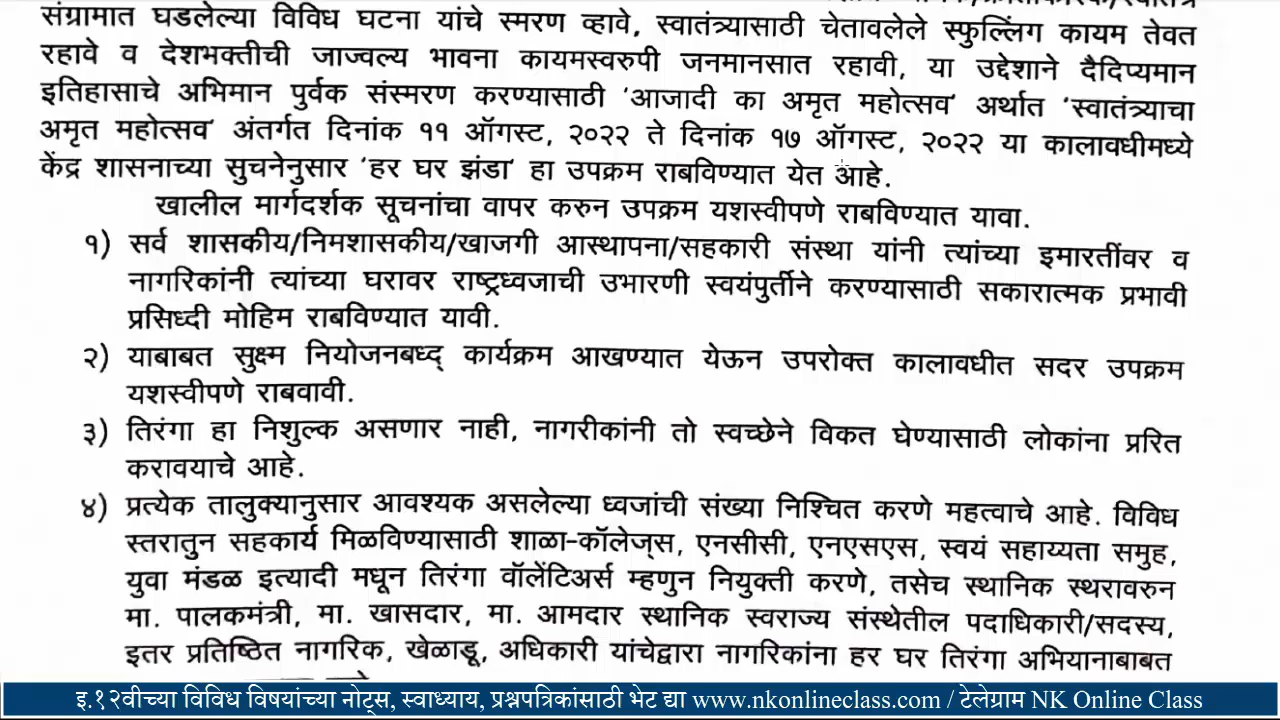 संग्रामात घडलेल्या विविध घटना यांचे स्मरण व्हावे, स्वातंत्र्यासाठी चेतावलेले स्फुल्लिंग कायम तेवत
रहावे व देशभक्तीची जाज्वल्य भावना कायमस्वरुपी जनमानसात रहावी, या उद्देशाने दैदिप्यमान
इतिहासाचे अभिमान पुर्वक संस्मरण करण्यासाठी 'आजादी का अमृत महोत्सव' अर्थात 'स्वातंत्र्याचा
अमृत महोत्सव' अंतर्गत दिनांक ११ ऑगस्ट, २०२२ ते दिनांक १७ ऑगस्ट, २०२२ या कालावधीमध्ये
केंद्र शासनाच्या सुचनेनुसार 'हर घर झंडा' हा उपक्रम राबविण्यात येत आहे.
खालील मार्गदर्शक सूचनांचा वापर करुन उपक्रम यशस्वीपणे राबविण्यात यावा.
१) सर्व शासकीय/निमशासकीय/खाजगी आस्थापना/सहकारी संस्था यांनी त्यांच्या इमारतींवर व
नागरिकांनी त्यांच्या घरावर राष्ट्रध्वजाची उभारणी स्वयंपुर्तीने करण्यासाठी सकारात्मक प्रभावी
प्रसिध्दी मोहिम राबविण्यात यावी.
२) याबाबत सुक्ष्म नियोजनबध्द् कार्यक्रम आखण्यात येऊन उपरोक्त कालावधीत सदर उपक्रम
यशस्वीपणे राबवावी.
३) तिरंगा हा निशुल्क असणार नाही, नागरीकांनी तो स्वच्छेने विकत घेण्यासाठी लोकांना प्ररित
करावयाचे आहे.
४) प्रत्येक तालुक्यानुसार आवश्यक असलेल्या ध्वजांची संख्या निश्चित करणे महत्वाचे आहे. विविध
स्तरातुन सहकार्य मिळविण्यासाठी शाळा-कॉलेज्स, एनसीसी, एनएसएस, स्वयं सहाय्यता समुह,
युवा मंडळ इत्यादी मधून तिरंगा वॉलेंटिअर्स म्हणुन नियुक्ती करणे, तसेच स्थानिक स्थरावरुन
मा. पालकमंत्री, मा. खासदार, मा. आमदार स्थानिक स्वराज्य संस्थेतील पदाधिकारी/सदस्य,
इतर प्रतिष्ठित नागरिक, खेळाडू, अधिकारी यांचेद्वारा नागरिकांना हर घर तिरंगा अभियानाबाबत
इ.१२वीच्या विविध विषयांच्या नोट्स, स्वाध्याय, प्रश्नपत्रिकांसाठी भेट द्या www.nkonlineclass.com / टेलेग्राम NK Online Class